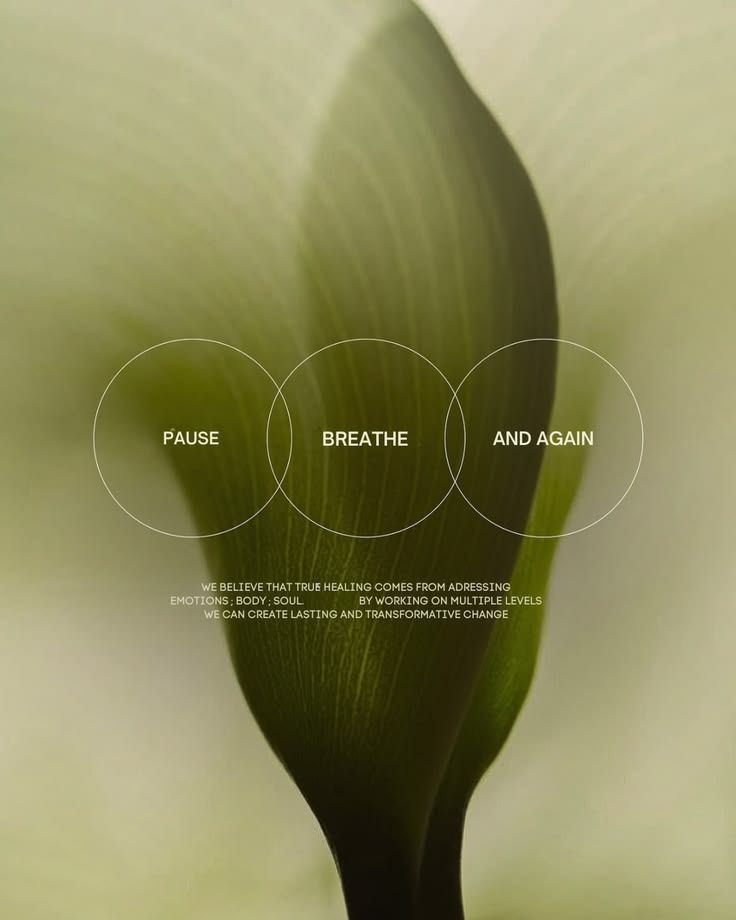 PAUSE
BREATHE
AND AGAIN
WE BELIEVE THAT TRUE HEALING COMES FROM ADRESSING
EMOTIONS ; BODY ; SOUL. BY WORKING ON MULTIPLE LEVELS
WE CAN CREATE LASTING AND TRANSFORMATIVE CHANGE